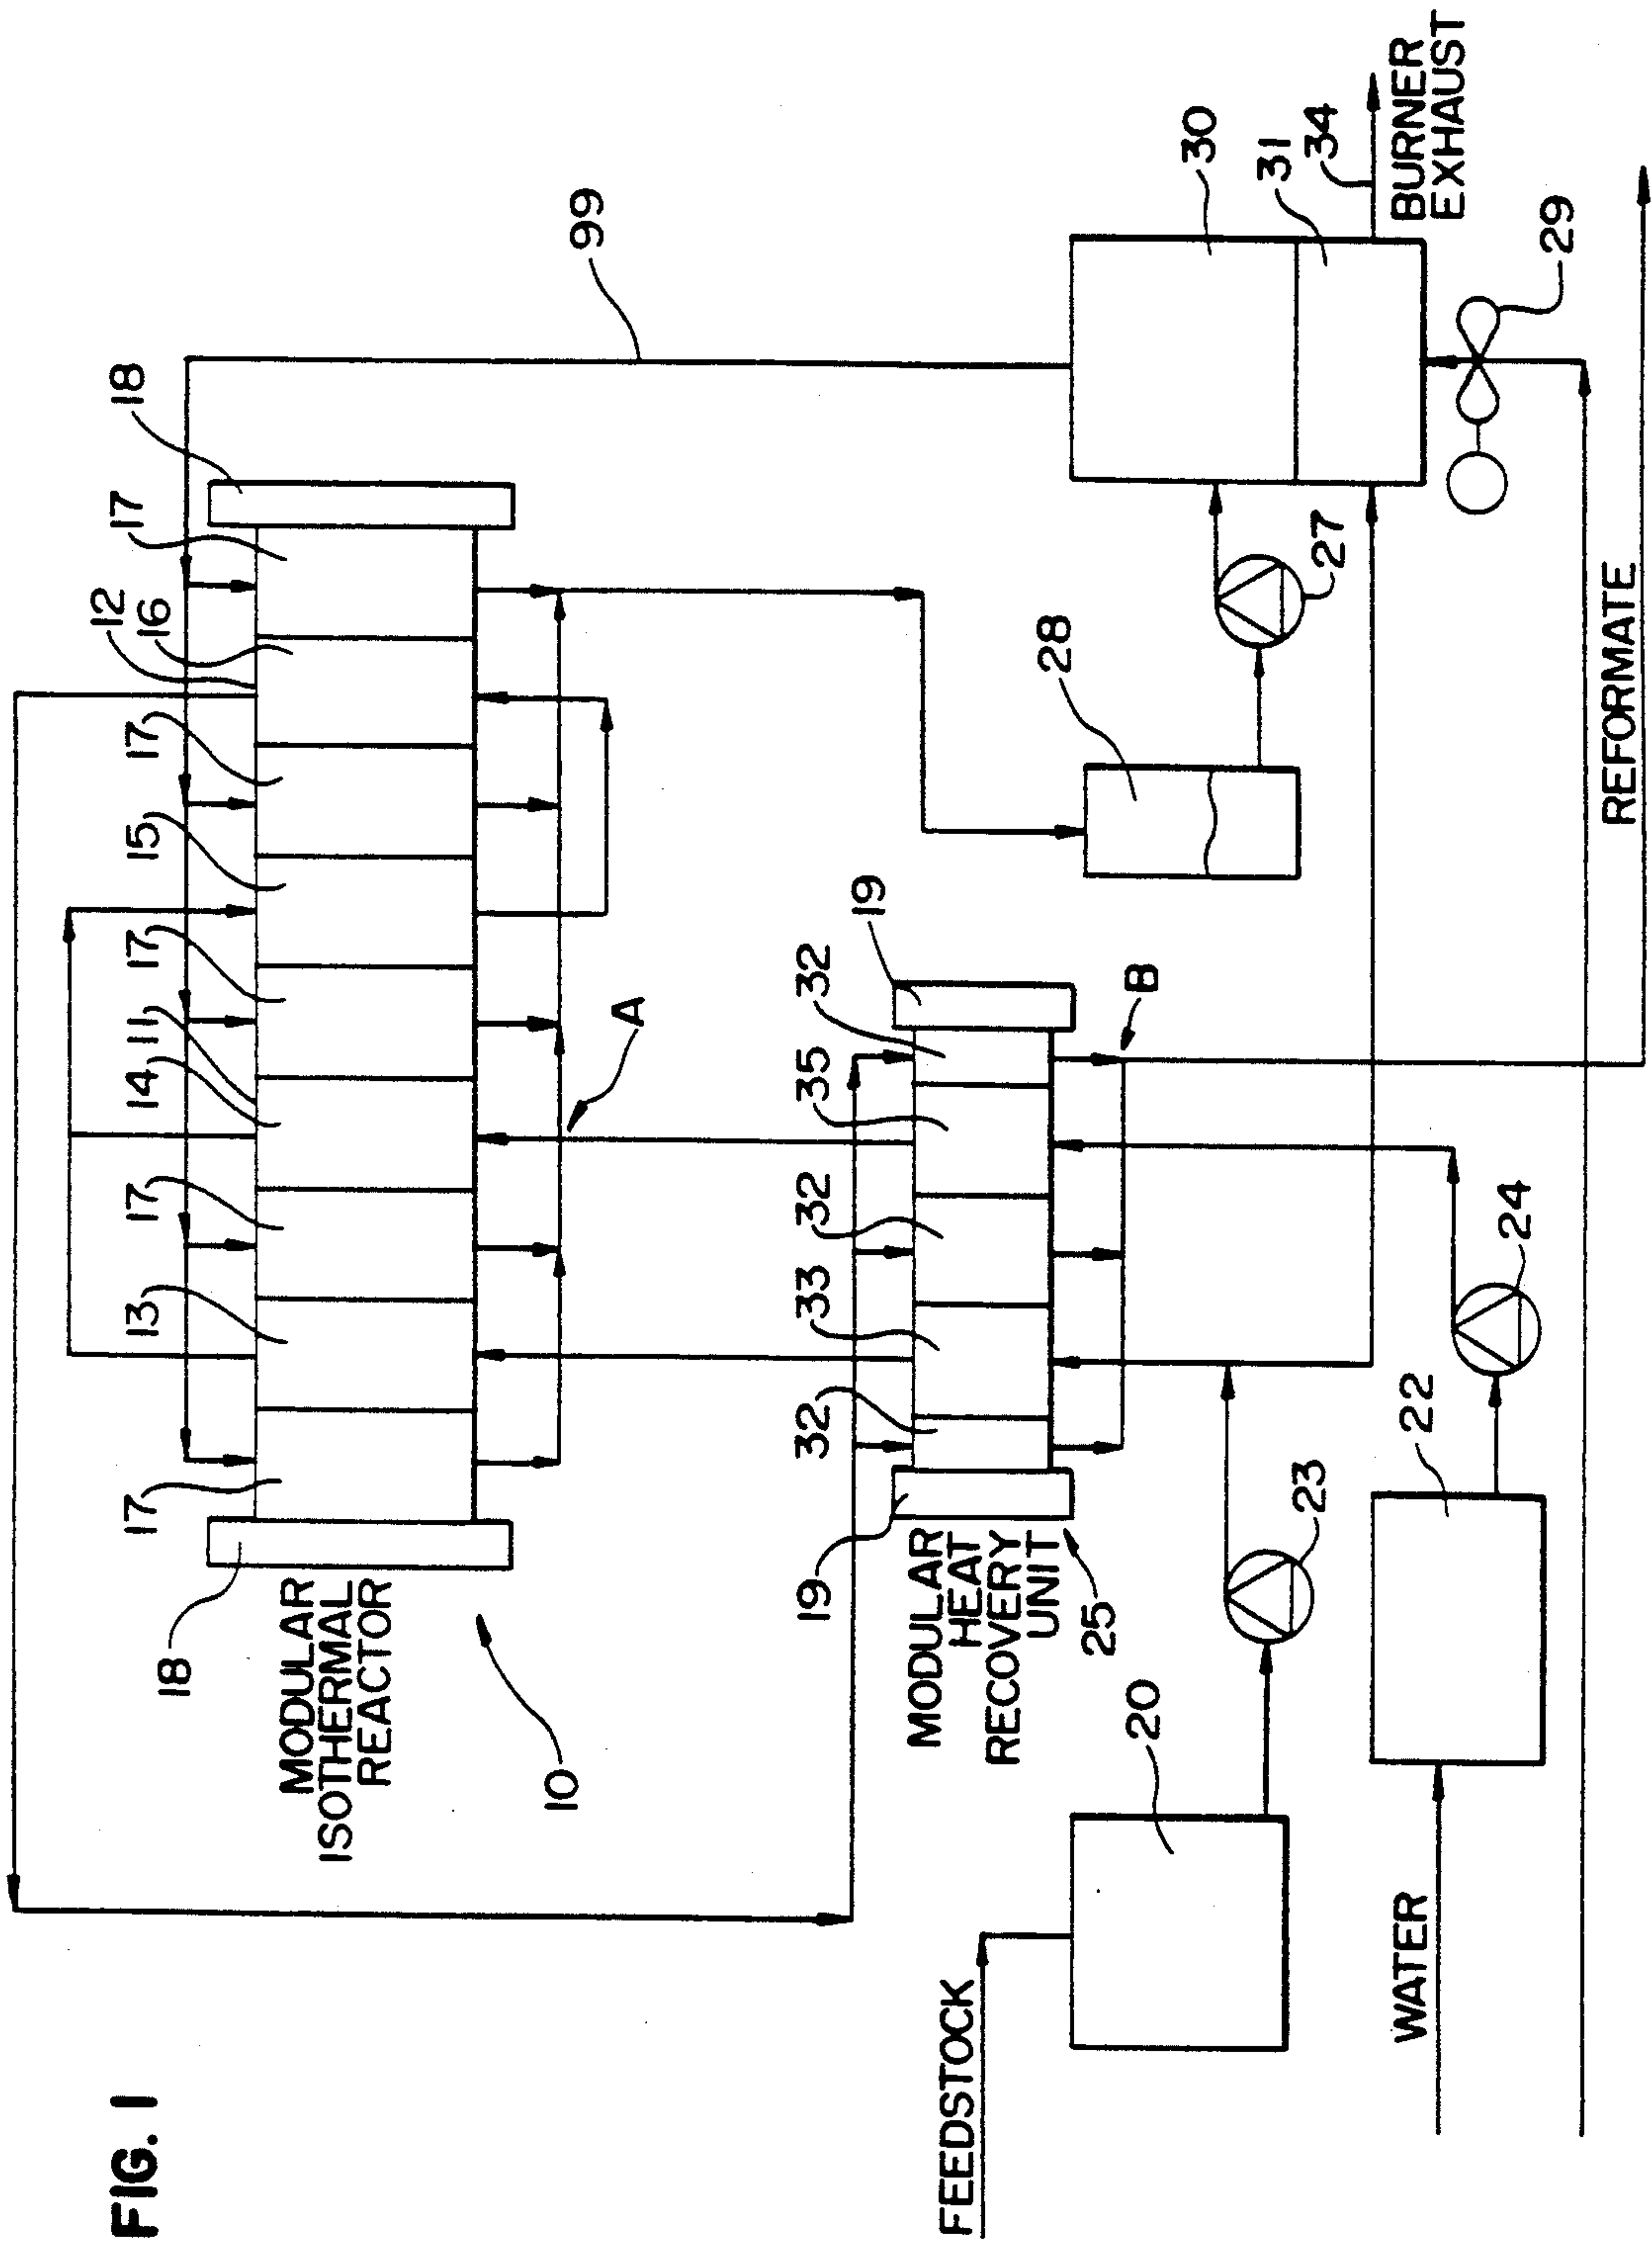 FIG. 1
MODULAR
ISOTHERMAL
REACTOR
10
18
17
13
17
14
11
17
15
17
12
16
17
18
99
A
MODULAR
HEAT
RECOVERY
UNIT
25
19
32
33
32
35
32
19
B
28
27
30
31
34
BURNER
EXHAUST
29
FEEDSTOCK
20
23
WATER
22
24
REFORMATE